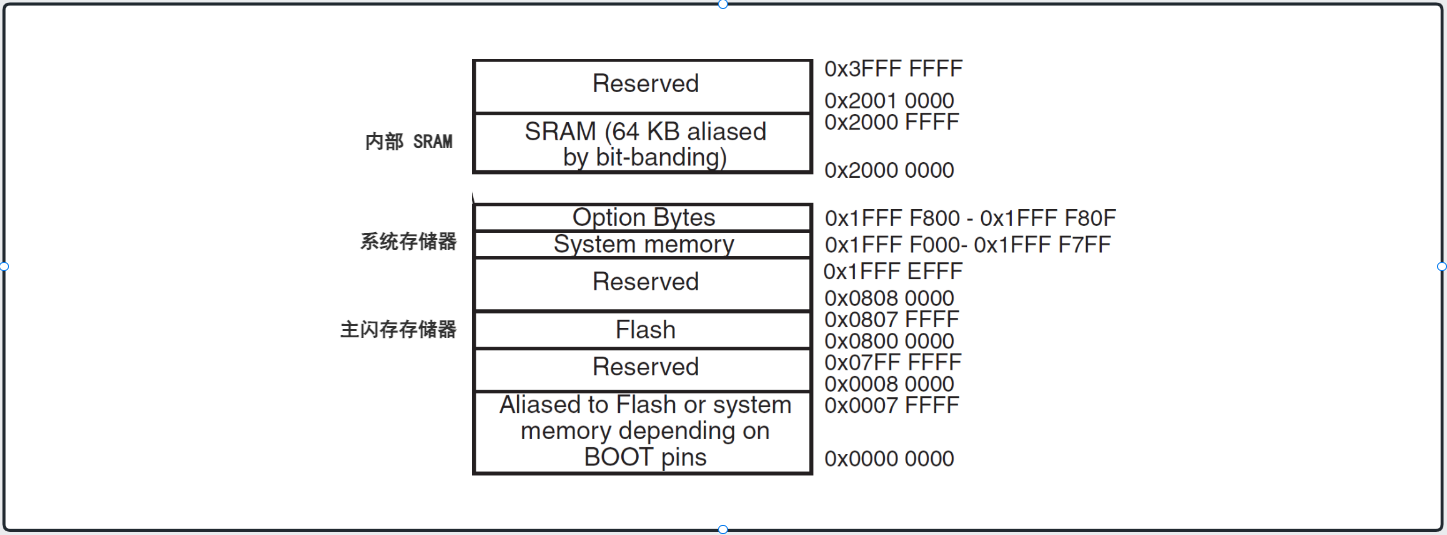 Reserved
0x3FFF FFFF
0x2001 0000
内部 SRAM
SRAM (64 KB aliased
by bit-banding)
0x2000 FFFF
0x2000 0000
Option Bytes
0x1FFF F800 - 0x1FFF F80F
系统存储器
System memory
0x1FFF F000- 0x1FFF F7FF
Reserved
0x1FFF EFFF
0x0808 0000
主闪存存储器
Flash
0x0807 FFFF
0x0800 0000
Reserved
0x07FF FFFF
0x0008 0000
Aliased to Flash or system
memory depending on
BOOT pins
0x0007 FFFF
0x0000 0000